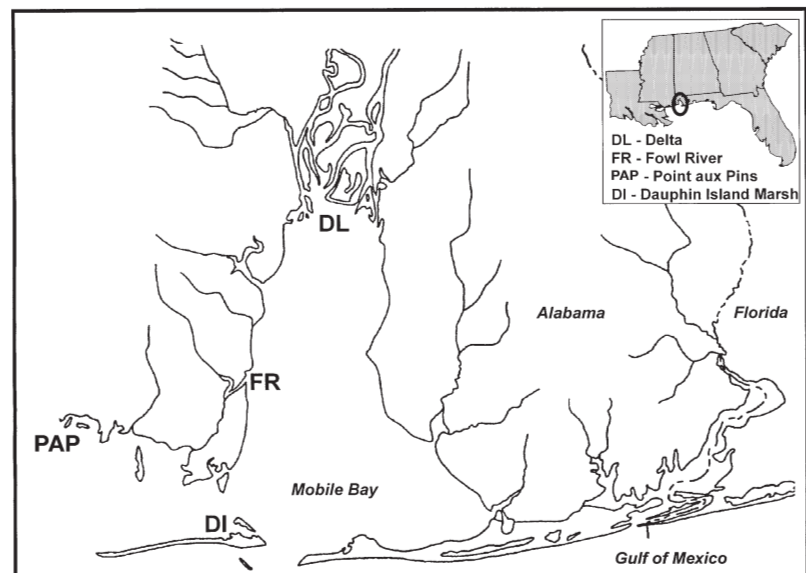 DL - Delta
FR - Fowl River
PAP - Point aux Pins
DI - Dauphin Island Marsh
DL
Alabama
Florida
FR
PAP
Mobile Bay
DI
Gulf of Mexico